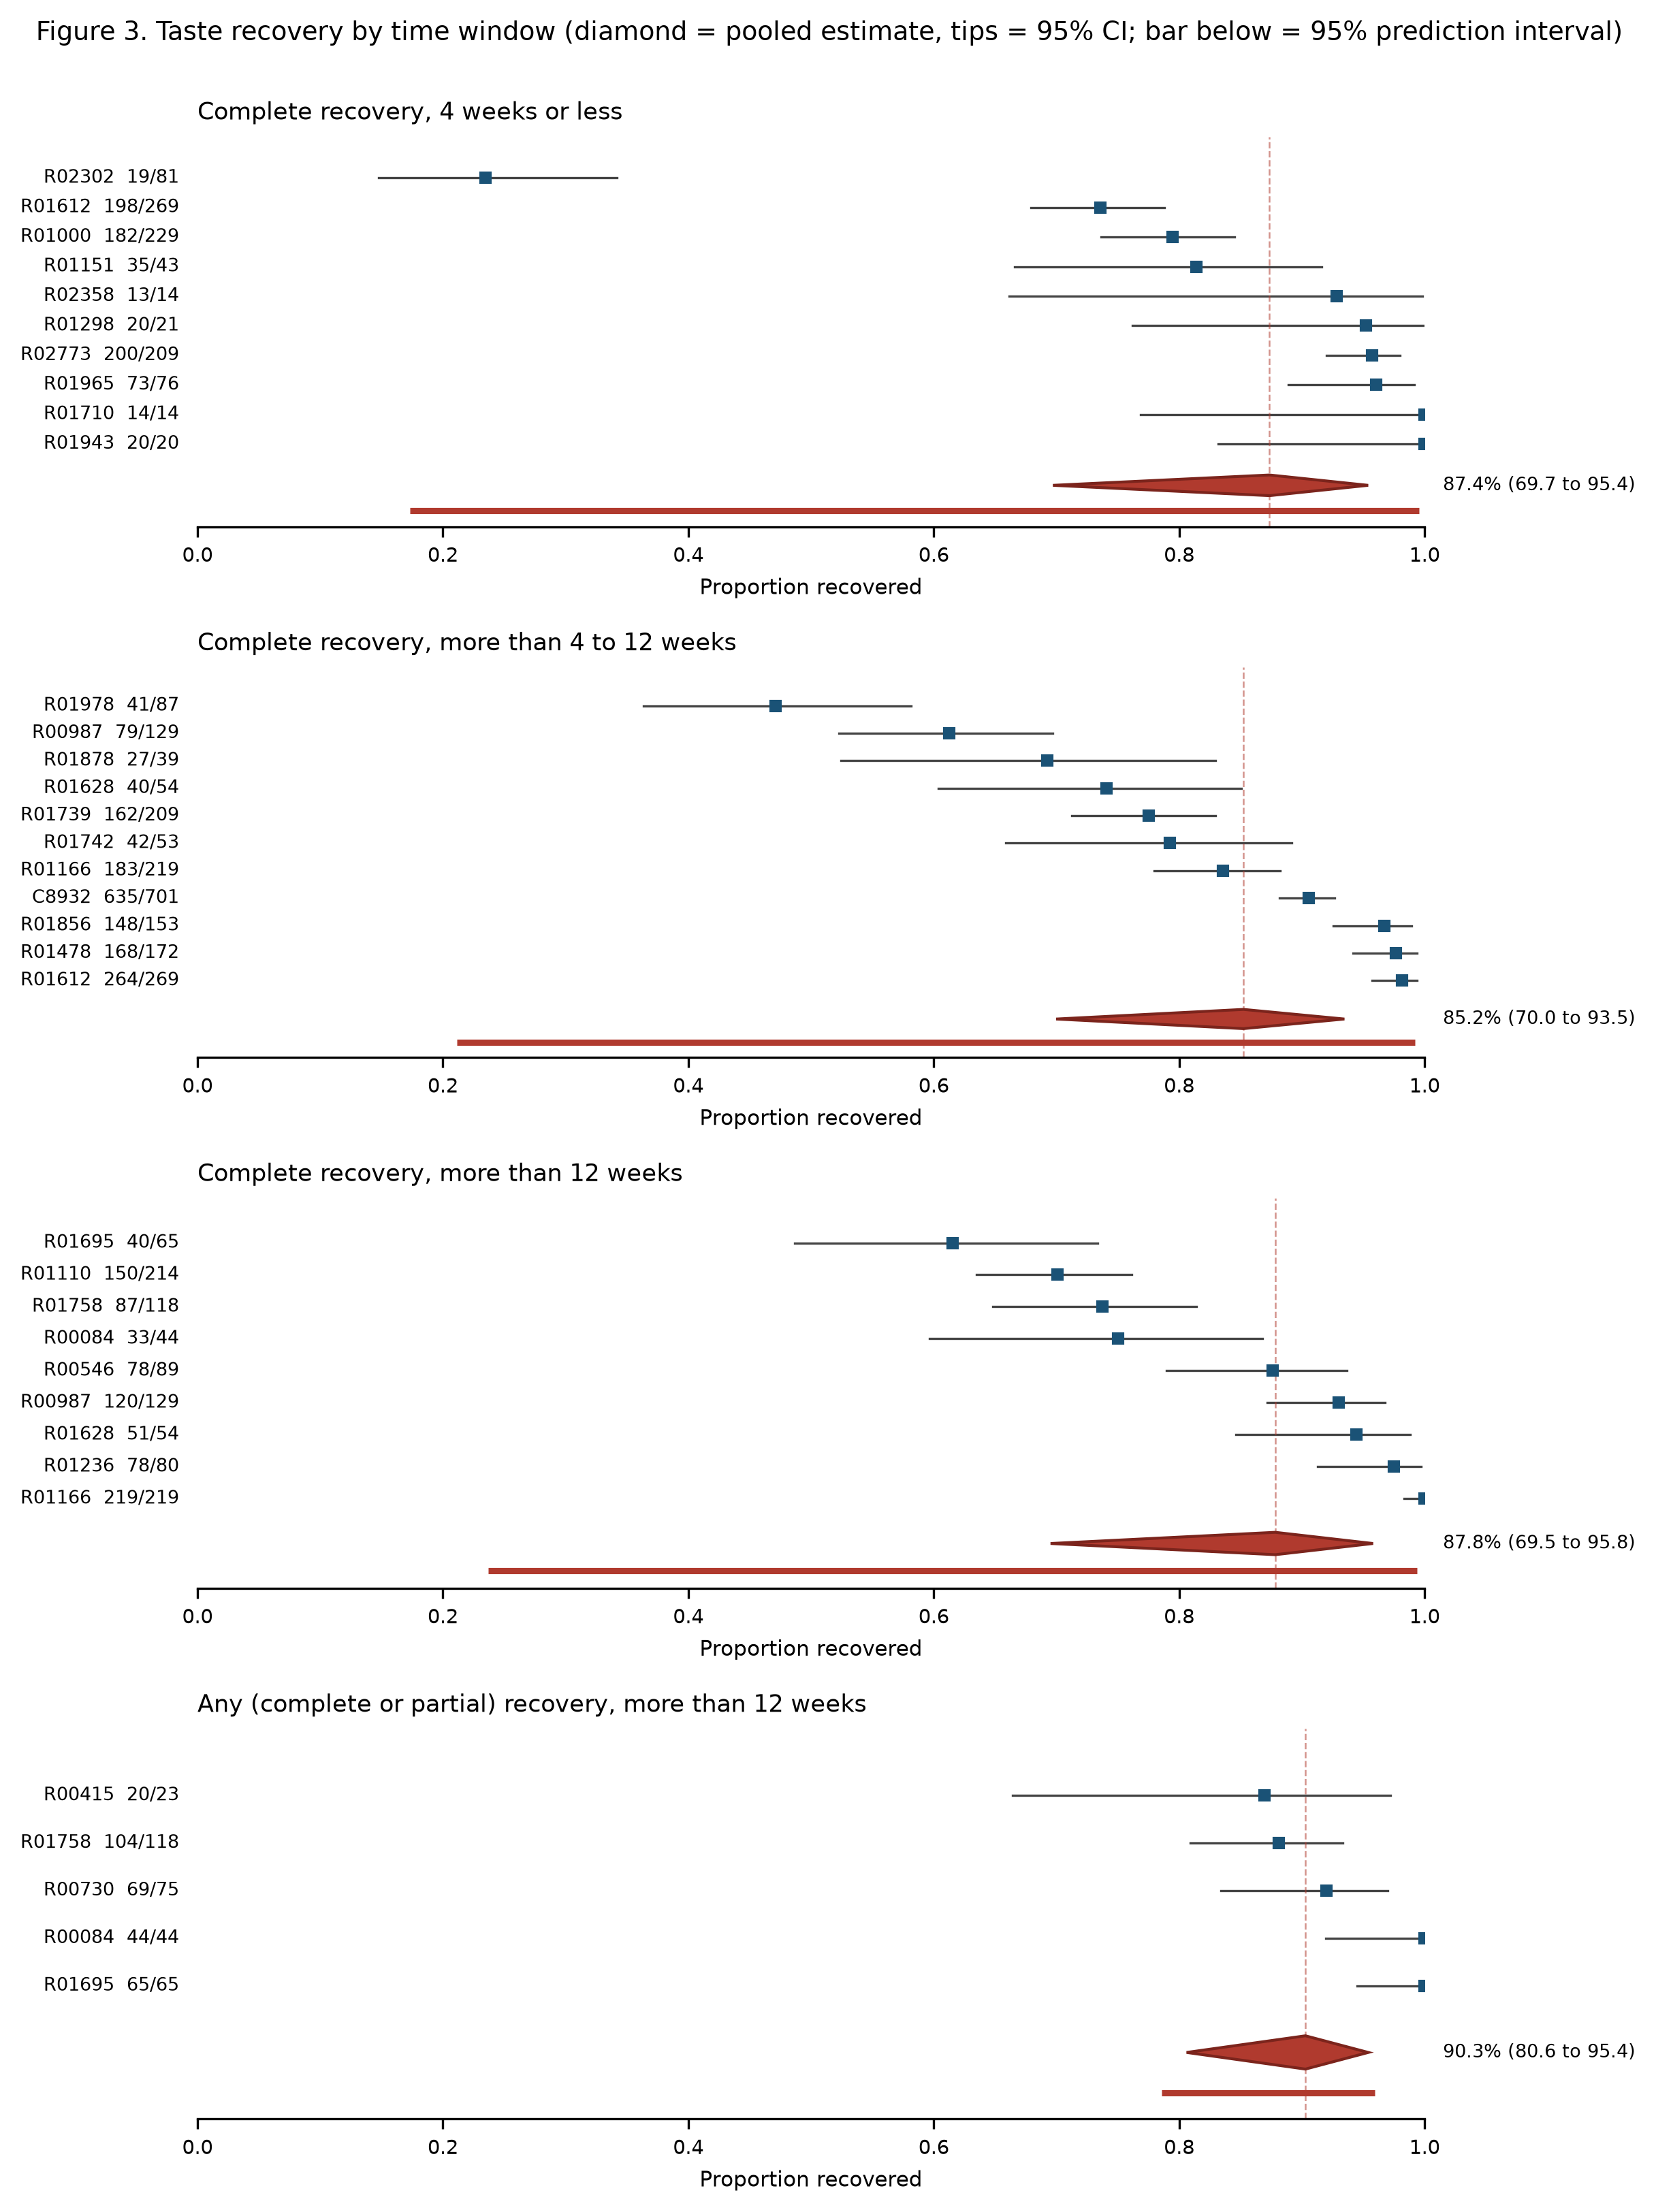 Figure 3. Taste recovery by time window (diamond = pooled estimate, tips = 95% CI; bar below = 95% prediction interval)
Complete recovery, 4 weeks or less
R02302 19/81
R01612 198/269
R01000 182/229
R01151 35/43
R02358 13/14
R01298 20/21
R02773 200/209
R01965 73/76
R01710 14/14
R01943 20/20
87.4% (69.7 to 95.4)
0.0 0.2 0.4 0.6 0.8 1.0
Proportion recovered
Complete recovery, more than 4 to 12 weeks
R01978 41/87
R00987 79/129
R01878 27/39
R01628 40/54
R01739 162/209
R01742 42/53
R01166 183/219
C8932 635/701
R01856 148/153
R01478 168/172
R01612 264/269
85.2% (70.0 to 93.5)
0.0 0.2 0.4 0.6 0.8 1.0
Proportion recovered
Complete recovery, more than 12 weeks
R01695 40/65
R01110 150/214
R01758 87/118
R00084 33/44
R00546 78/89
R00987 120/129
R01628 51/54
R01236 78/80
R01166 219/219
87.8% (69.5 to 95.8)
0.0 0.2 0.4 0.6 0.8 1.0
Proportion recovered
Any (complete or partial) recovery, more than 12 weeks
R00415 20/23
R01758 104/118
R00730 69/75
R00084 44/44
R01695 65/65
90.3% (80.6 to 95.4)
0.0 0.2 0.4 0.6 0.8 1.0
Proportion recovered